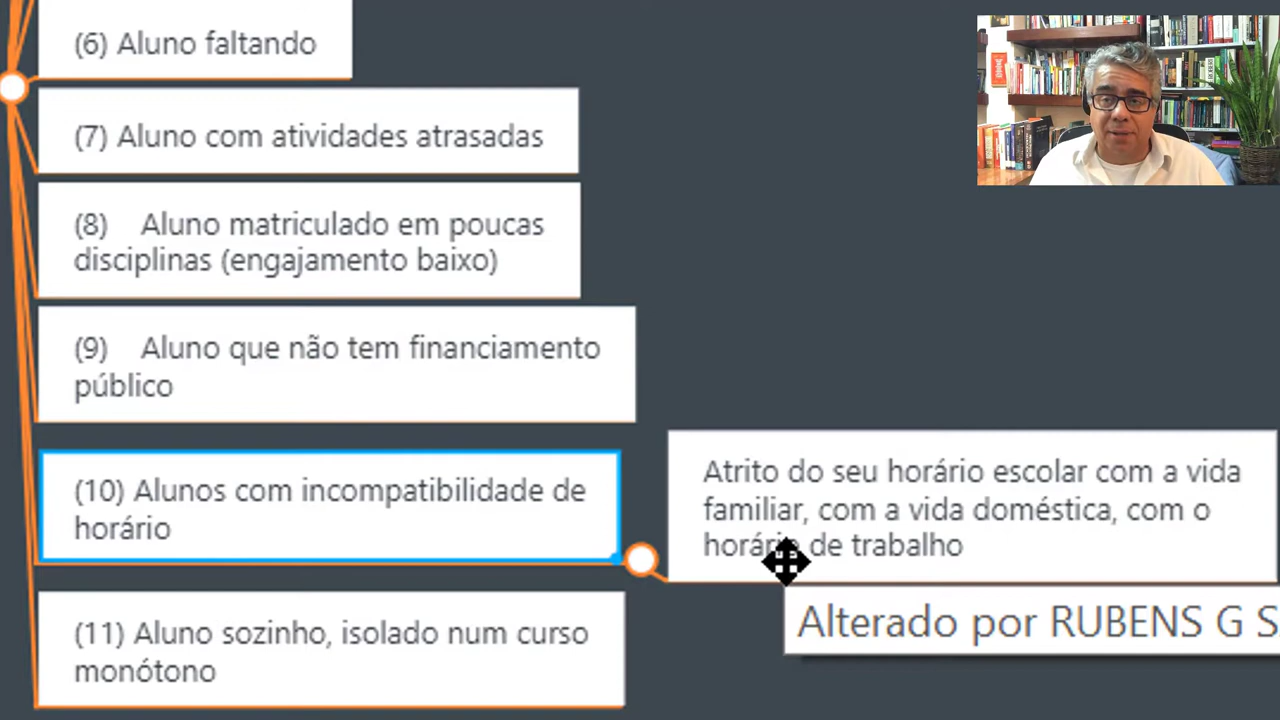 (6) Aluno faltando
(7) Aluno com atividades atrasadas
(8) Aluno matriculado em poucas
disciplinas (engajamento baixo)
(9) Aluno que não tem financiamento
público
(10) Alunos com incompatibilidade de
horário
Atrito do seu horário escolar com a vida
familiar, com a vida doméstica, com o
horário de trabalho
Alterado por RUBENS G S
(11) Aluno sozinho, isolado num curso
monótono